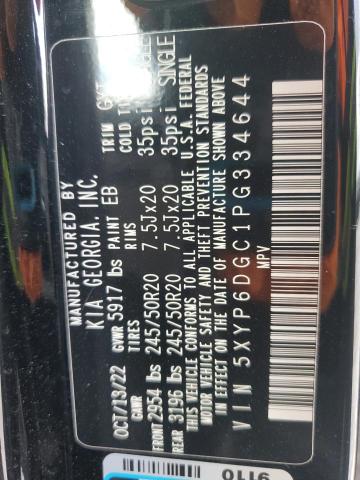 MANUFACTURED BY
KIA GEORGIA, INC.
OCT/13/22 GVWR 5917 lbs PAINT EB TRIM
GAWR TIRES RIMS COLD
FRONT 2954 lbs 245/50R20 7.5Jx20 35psi
REAR 3196 lbs 245/50R20 7.5Jx20 35psi SINGLE
THIS VEHICLE CONFORMS TO ALL APPLICABLE U.S.A. FEDERAL
MOTOR VEHICLE SAFETY AND THEFT PREVENTION STANDARDS
IN EFFECT ON THE DATE OF MANUFACTURE SHOWN ABOVE
VIN 5XYP6DGC1PG334644
MPV
9110